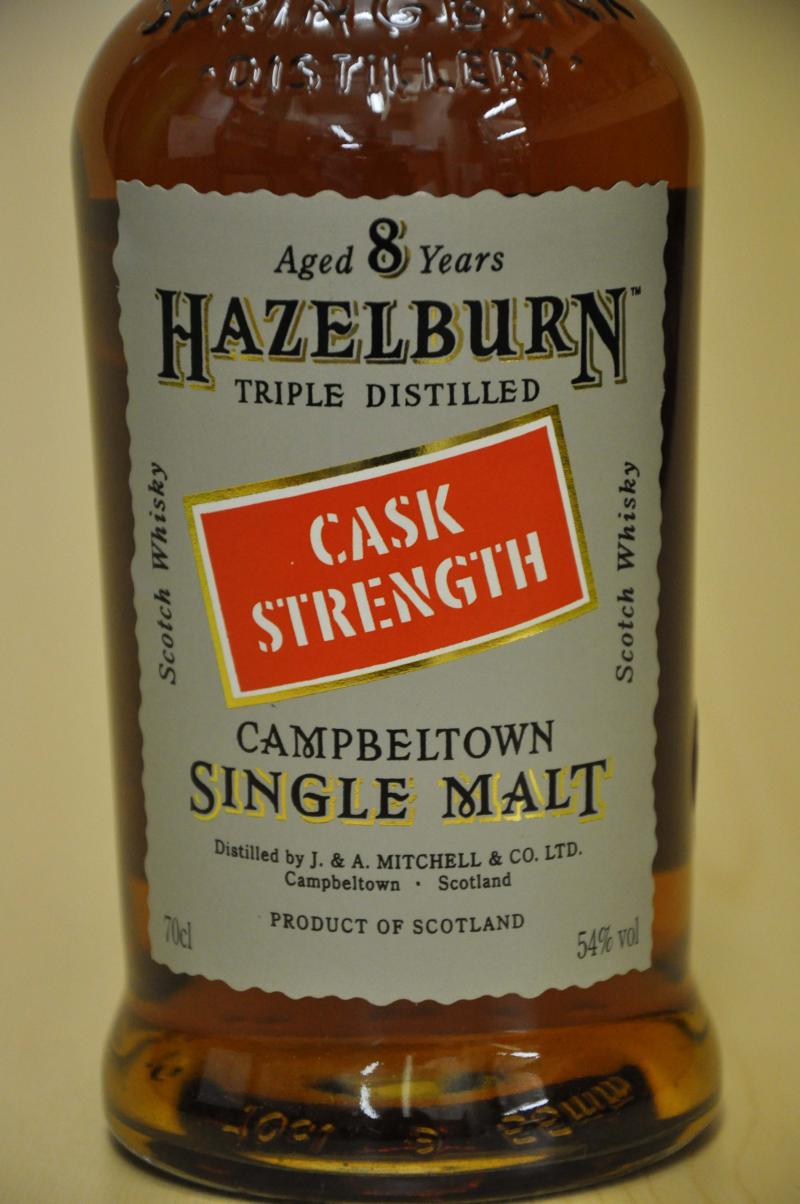 SPRINGBANK
·DISTILLERY·
Aged 8 Years
HAZELBURN™
TRIPLE DISTILLED
CASK
STRENGTH
Scotch Whisky
Scotch Whisky
CAMPBELTOWN
SINGLE MALT
Distilled by J. & A. MITCHELL & CO. LTD.
Campbeltown · Scotland
PRODUCT OF SCOTLAND
70cl
54% vol